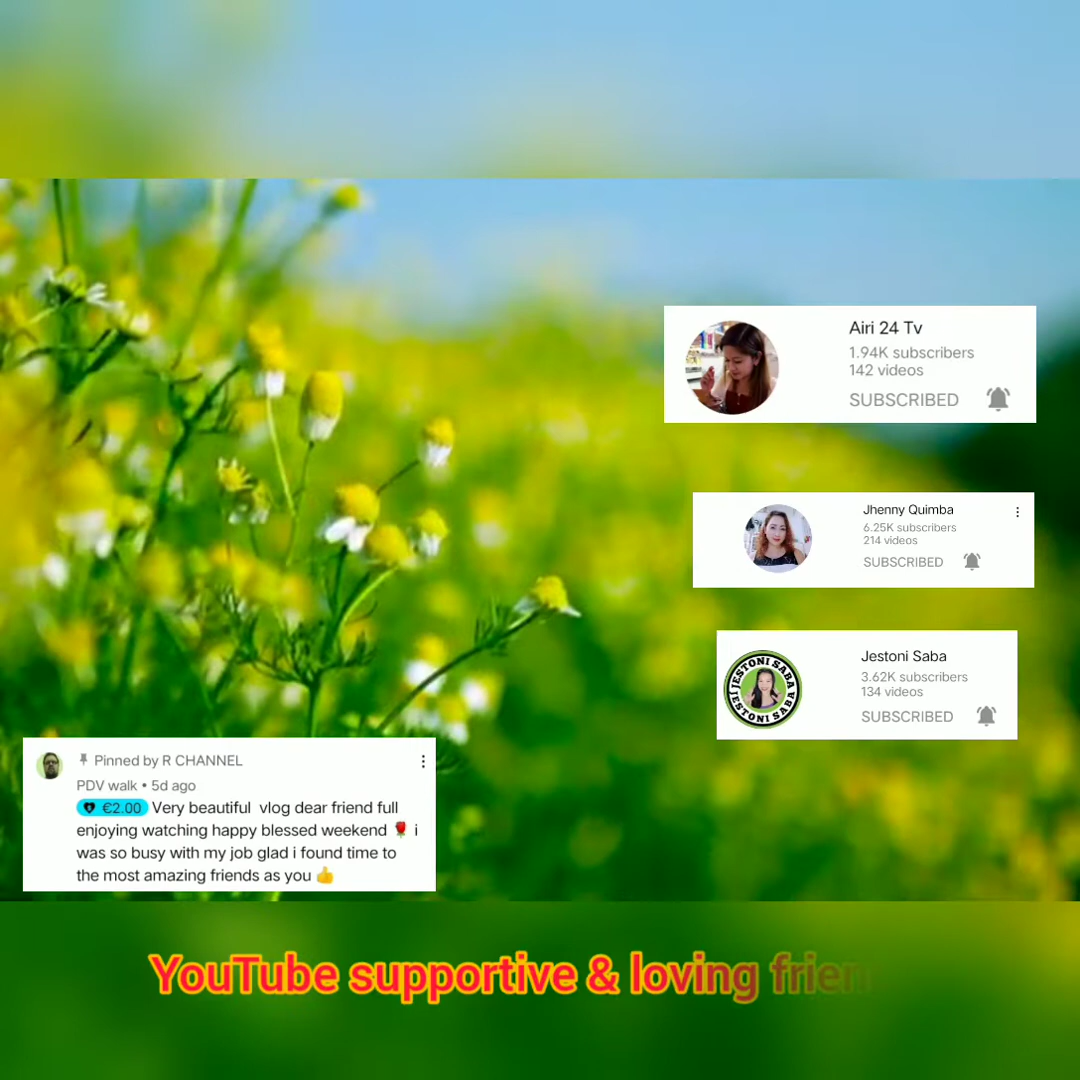 Airi 24 Tv
1.94K subscribers
142 videos
SUBSCRIBED
Jhenny Quimba
6.25K subscribers
214 videos
SUBSCRIBED
JESTONI SABA
JESTONI SABA
Jestoni Saba
3.62K subscribers
134 videos
SUBSCRIBED
Pinned by R CHANNEL
PDV walk • 5d ago
€2.00 Very beautiful vlog dear friend full
enjoying watching happy blessed weekend 🌹 i
was so busy with my job glad i found time to
the most amazing friends as you 👍
YouTube supportive & loving frien